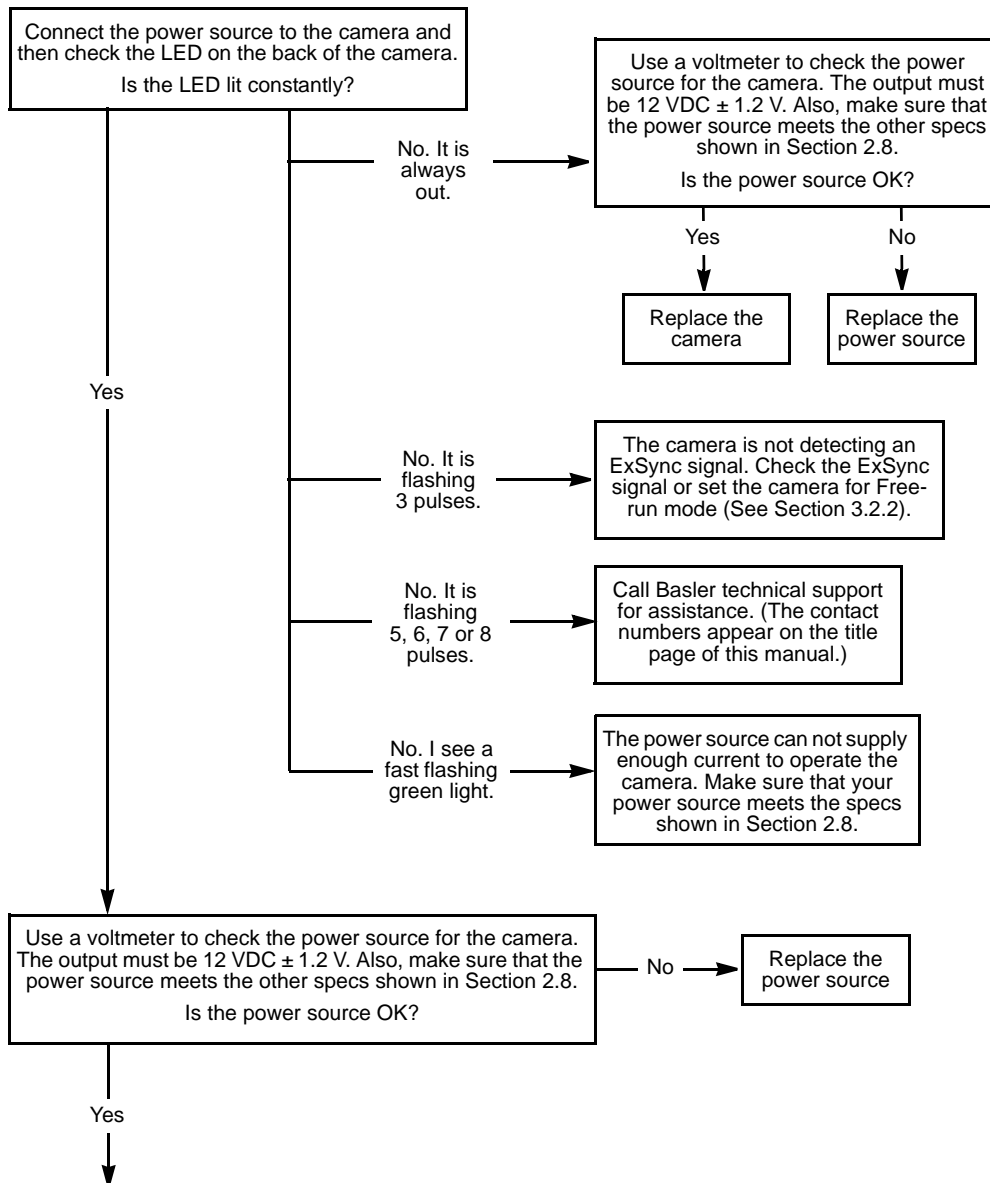 Connect the power source to the camera and
then check the LED on the back of the camera.
Is the LED lit constantly?
No. It is
always
out.
Use a voltmeter to check the power
source for the camera. The output must
be 12 VDC ± 1.2 V. Also, make sure that
the power source meets the other specs
shown in Section 2.8.
Is the power source OK?
Yes
No
Replace the
camera
Replace the
power source
Yes
No. It is
flashing
3 pulses.
The camera is not detecting an
ExSync signal. Check the ExSync
signal or set the camera for Free-
run mode (See Section 3.2.2).
No. It is
flashing
5, 6, 7 or 8
pulses.
Call Basler technical support
for assistance. (The contact
numbers appear on the title
page of this manual.)
No. I see a
fast flashing
green light.
The power source can not supply
enough current to operate the
camera. Make sure that your
power source meets the specs
shown in Section 2.8.
Use a voltmeter to check the power source for the camera.
The output must be 12 VDC ± 1.2 V. Also, make sure that the
power source meets the other specs shown in Section 2.8.
Is the power source OK?
No
Replace the
power source
Yes